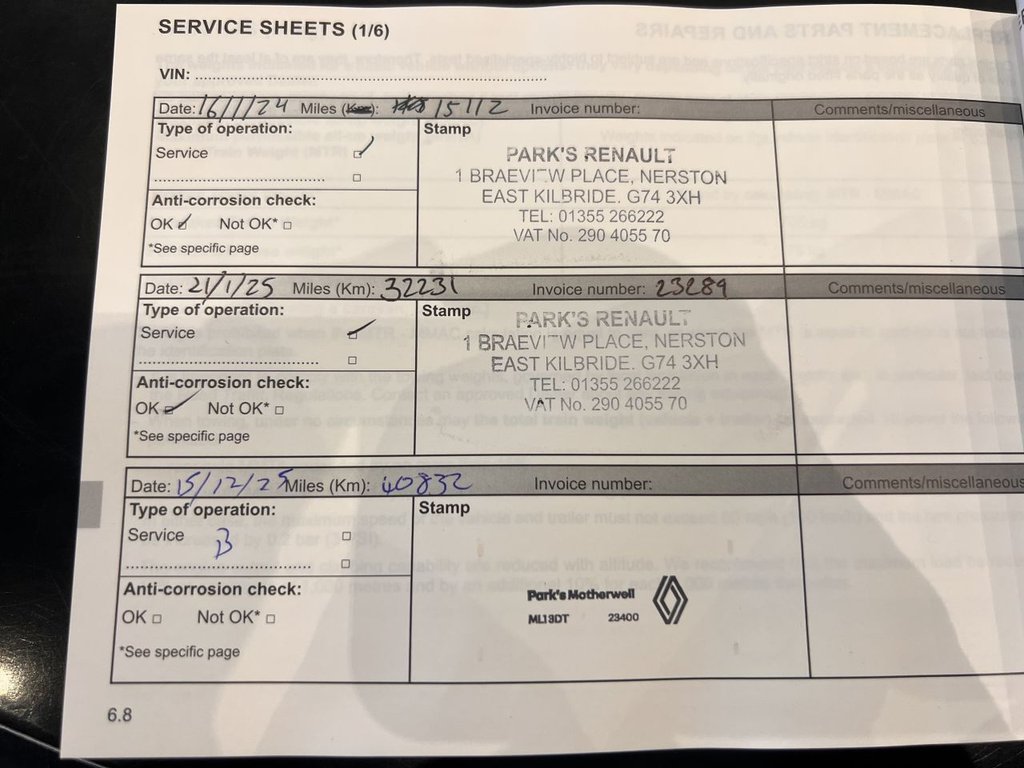 SERVICE SHEETS (1/6)
VIN: ..........................................................................................
Date: 16/1/24 Miles (Km): 15112 Invoice number: Comments/miscellaneous
Type of operation: Stamp
Service
PARK'S RENAULT
1 BRAEVIEW PLACE, NERSTON
Anti-corrosion check: EAST KILBRIDE. G74 3XH
TEL: 01355 266222
OK Not OK*
VAT No. 290 4055 70
*See specific page
Date: 21/1/25 Miles (Km): 32231 Invoice number: 23289 Comments/miscellaneous
Type of operation: Stamp
PARK'S RENAULT
Service
1 BRAEVIEW PLACE, NERSTON
EAST KILBRIDE. G74 3XH
Anti-corrosion check: TEL: 01355 266222
OK Not OK* VAT No. 290 4055 70
*See specific page
Date: 15/12/25 Miles (Km): 40832 Invoice number: Comments/miscellaneous
Type of operation: Stamp
Service B
Anti-corrosion check: Park's Motherwell
OK Not OK* ML13DT 23400
*See specific page
6.8